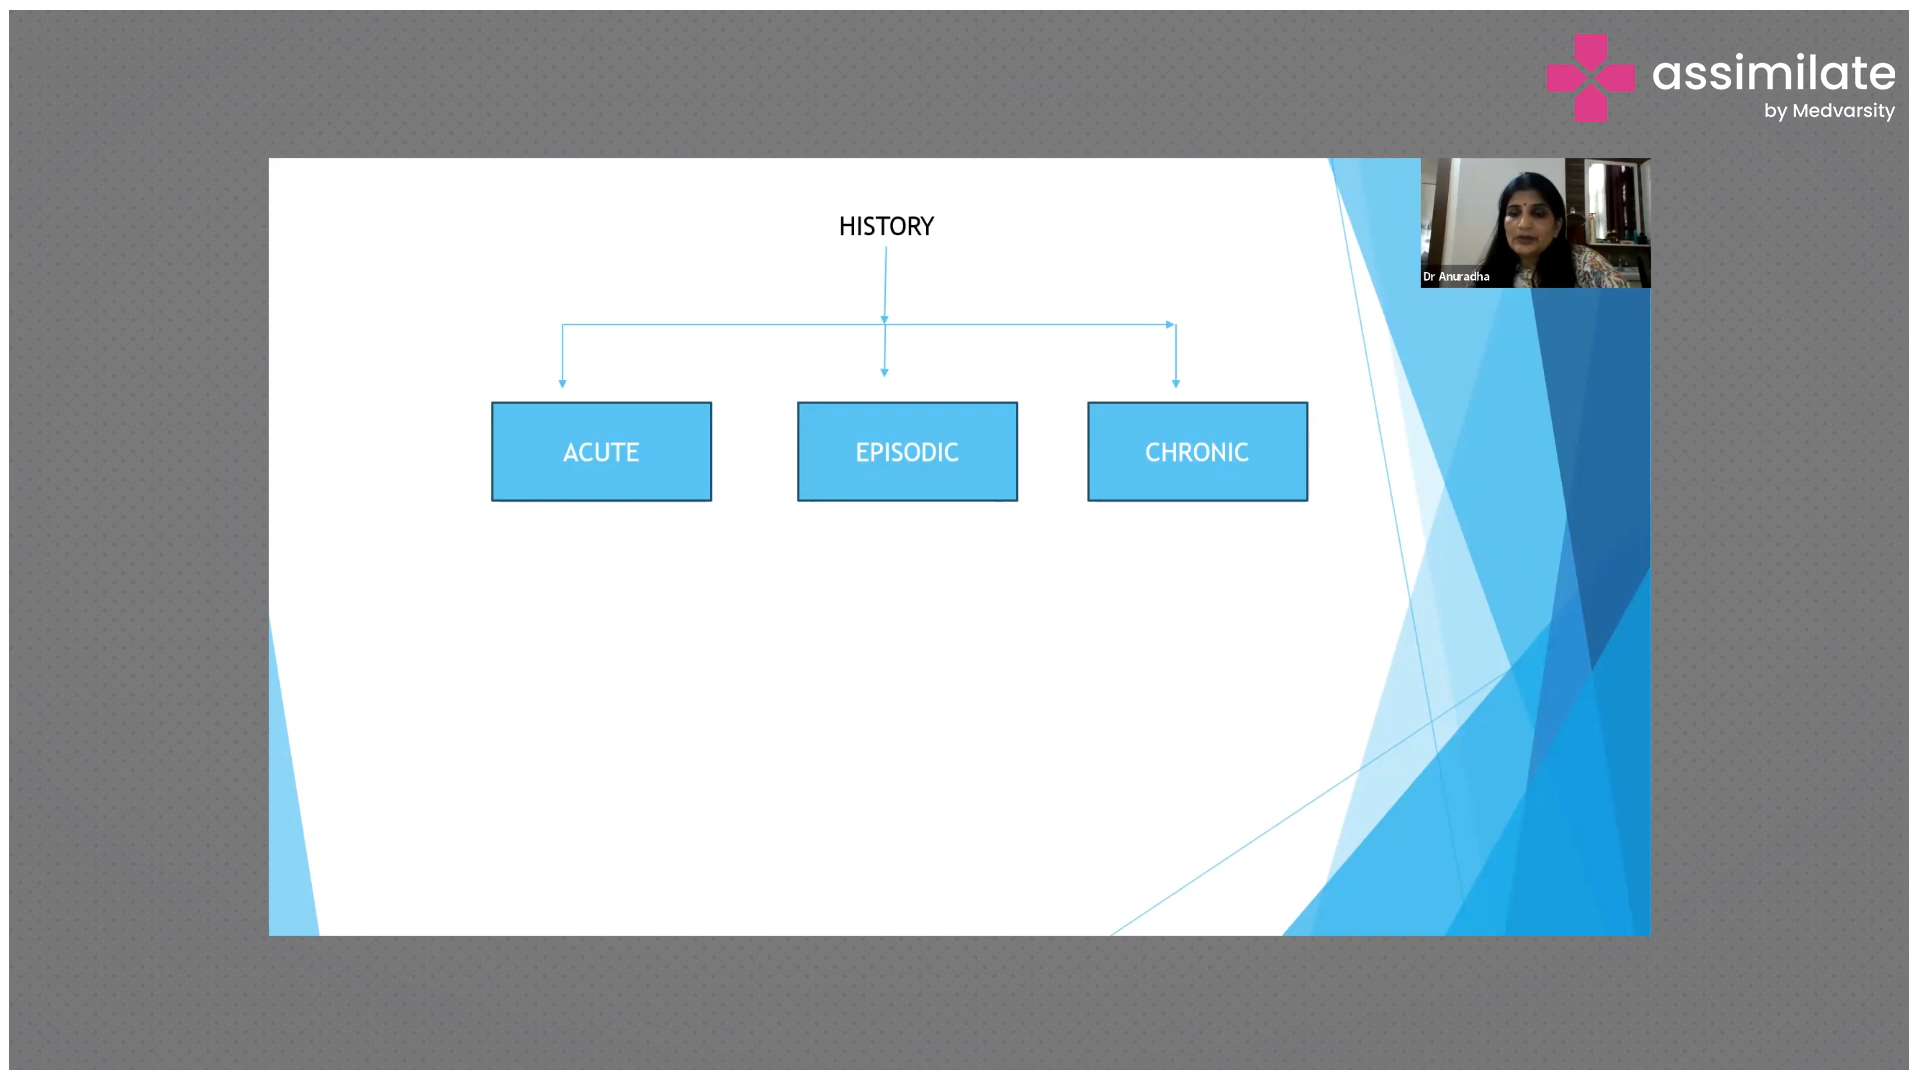 assimilate
by Medvarsity
HISTORY
Dr Anuradha
ACUTE
EPISODIC
CHRONIC